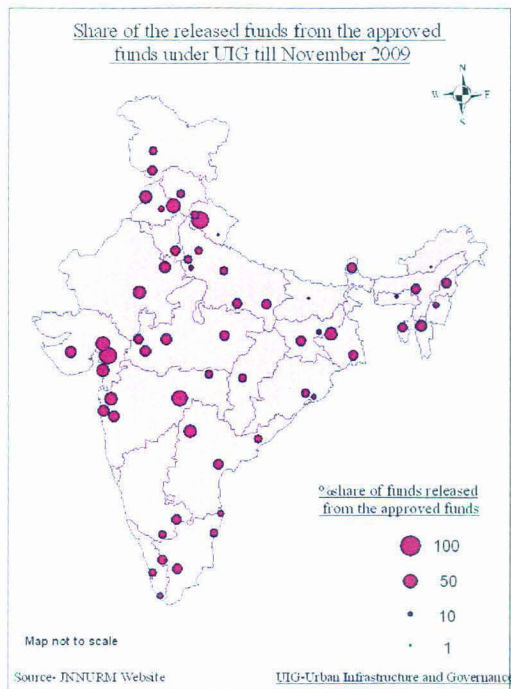 Share of the released funds from the approved
funds under UIG till November 2009
N
W E
S
%share of funds released
from the approved funds
100
50
10
1
Map not to scale
Source- JNNURM Website
UIG-Urban Infrastructure and Governance